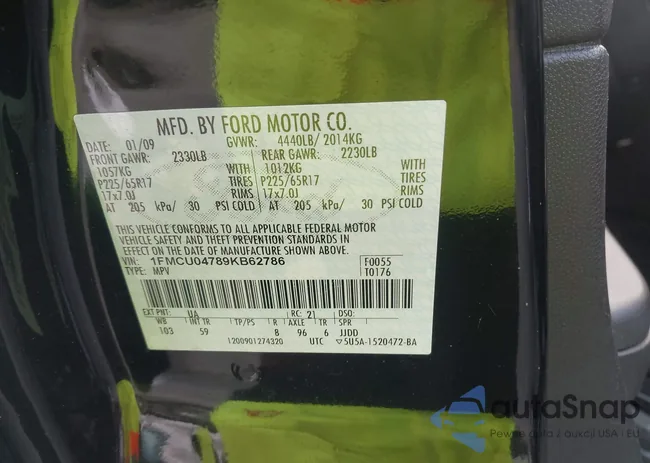 MFD. BY FORD MOTOR CO.
DATE: 01/09 GVWR: 4440LB/ 2014KG
FRONT GAWR: 2330LB REAR GAWR: 2230LB
1057KG WITH 1012KG WITH
P225/65R17 TIRES P225/65R17 TIRES
17x7.0J RIMS 17x7.0J RIMS
AT 205 kPa/ 30 PSI COLD AT 205 kPa/ 30 PSI COLD
THIS VEHICLE CONFORMS TO ALL APPLICABLE FEDERAL MOTOR
VEHICLE SAFETY AND THEFT PREVENTION STANDARDS IN
EFFECT ON THE DATE OF MANUFACTURE SHOWN ABOVE.
VIN: 1FMCU04789KB62786 F0055
TYPE: MPV T0176
EXT PNT: UA RC: 21 DSO:
WB INT TR TP/PS R AXLE TR SPR
103 59 B 96 6 JJDD
1200901274320 UTC ▽5U5A-1520472-BA
autoSnap
Pewne auta z aukcji USA - EU